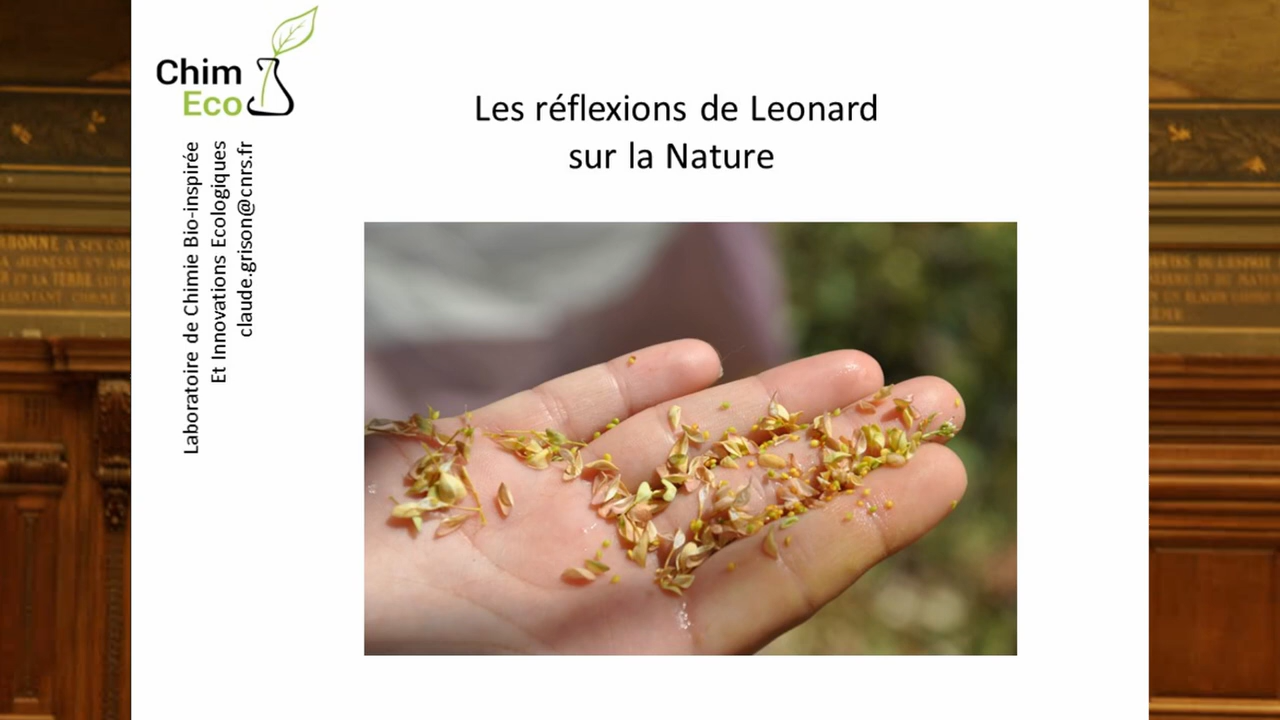 Chim
Eco
Laboratoire de Chimie Bio-inspirée
Et Innovations Ecologiques
claude.grison@cnrs.fr
Les réflexions de Leonard
sur la Nature